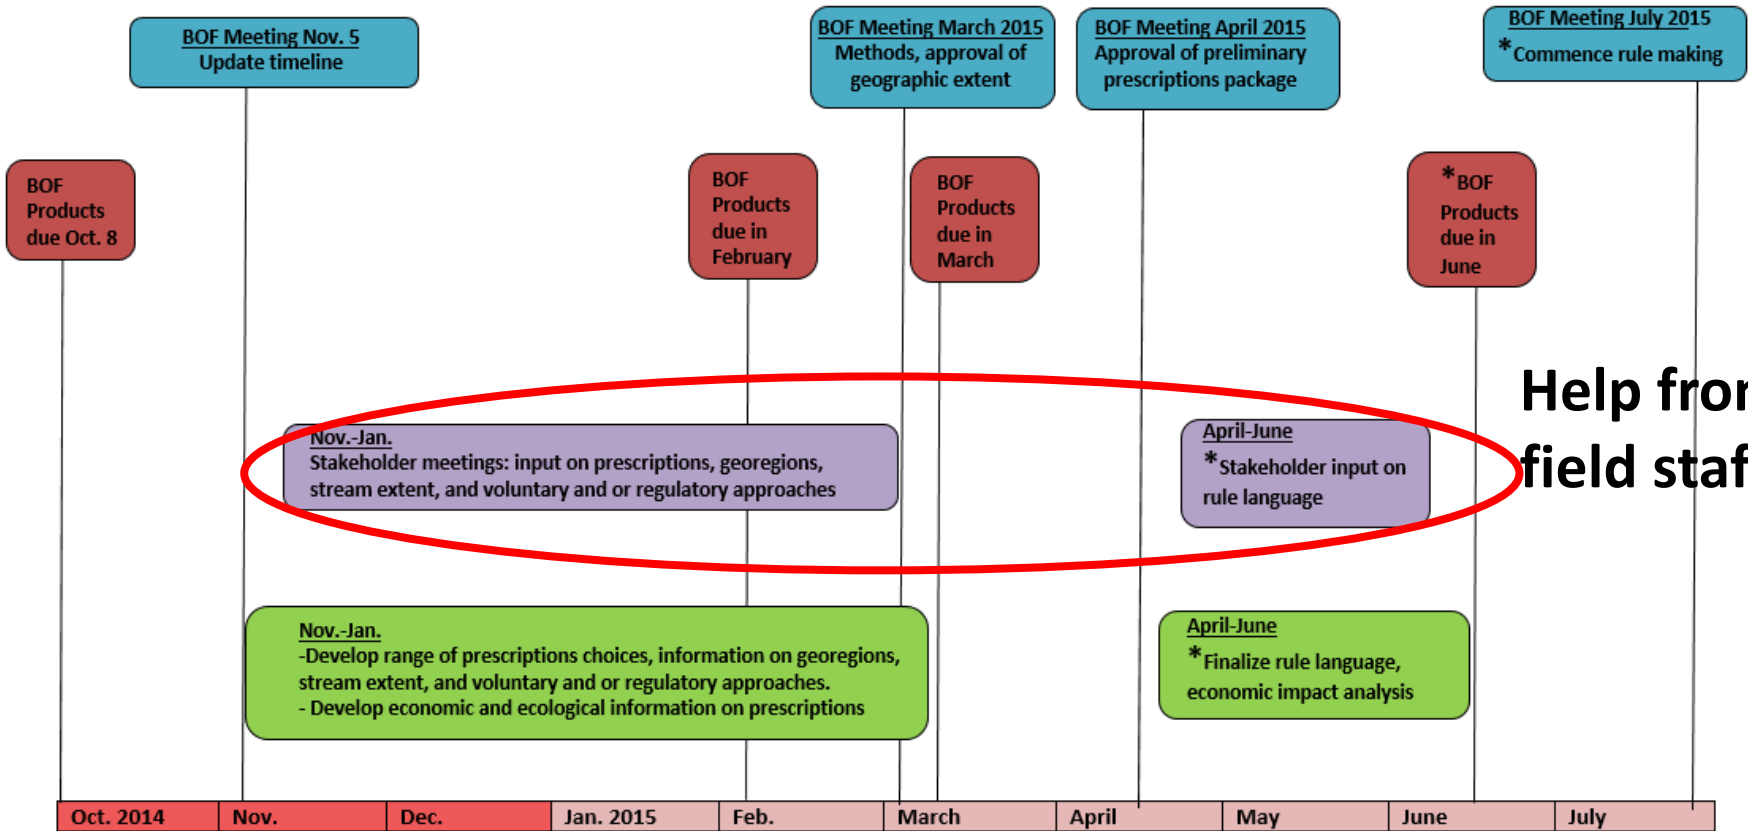 BOF Meeting Nov. 5
Update timeline
BOF Meeting March 2015
Methods, approval of
geographic extent
BOF Meeting April 2015
Approval of preliminary
prescriptions package
BOF Meeting July 2015
*Commence rule making
BOF
Products
due Oct. 8
BOF
Products
due in
February
BOF
Products
due in
March
*BOF
Products
due in
June
Help
field
Nov.-Jan.
Stakeholder meetings: input on prescriptions, georegions,
stream extent, and voluntary and or regulatory approaches
April-June
*Stakeholder input on
rule language
Nov.-Jan.
-Develop range of prescriptions choices, information on georegions,
stream extent, and voluntary and or regulatory approaches.
- Develop economic and ecological information on prescriptions
April-June
*Finalize rule language,
economic impact analysis
Oct. 2014 Nov. Dec. Jan. 2015 Feb. March April May June July